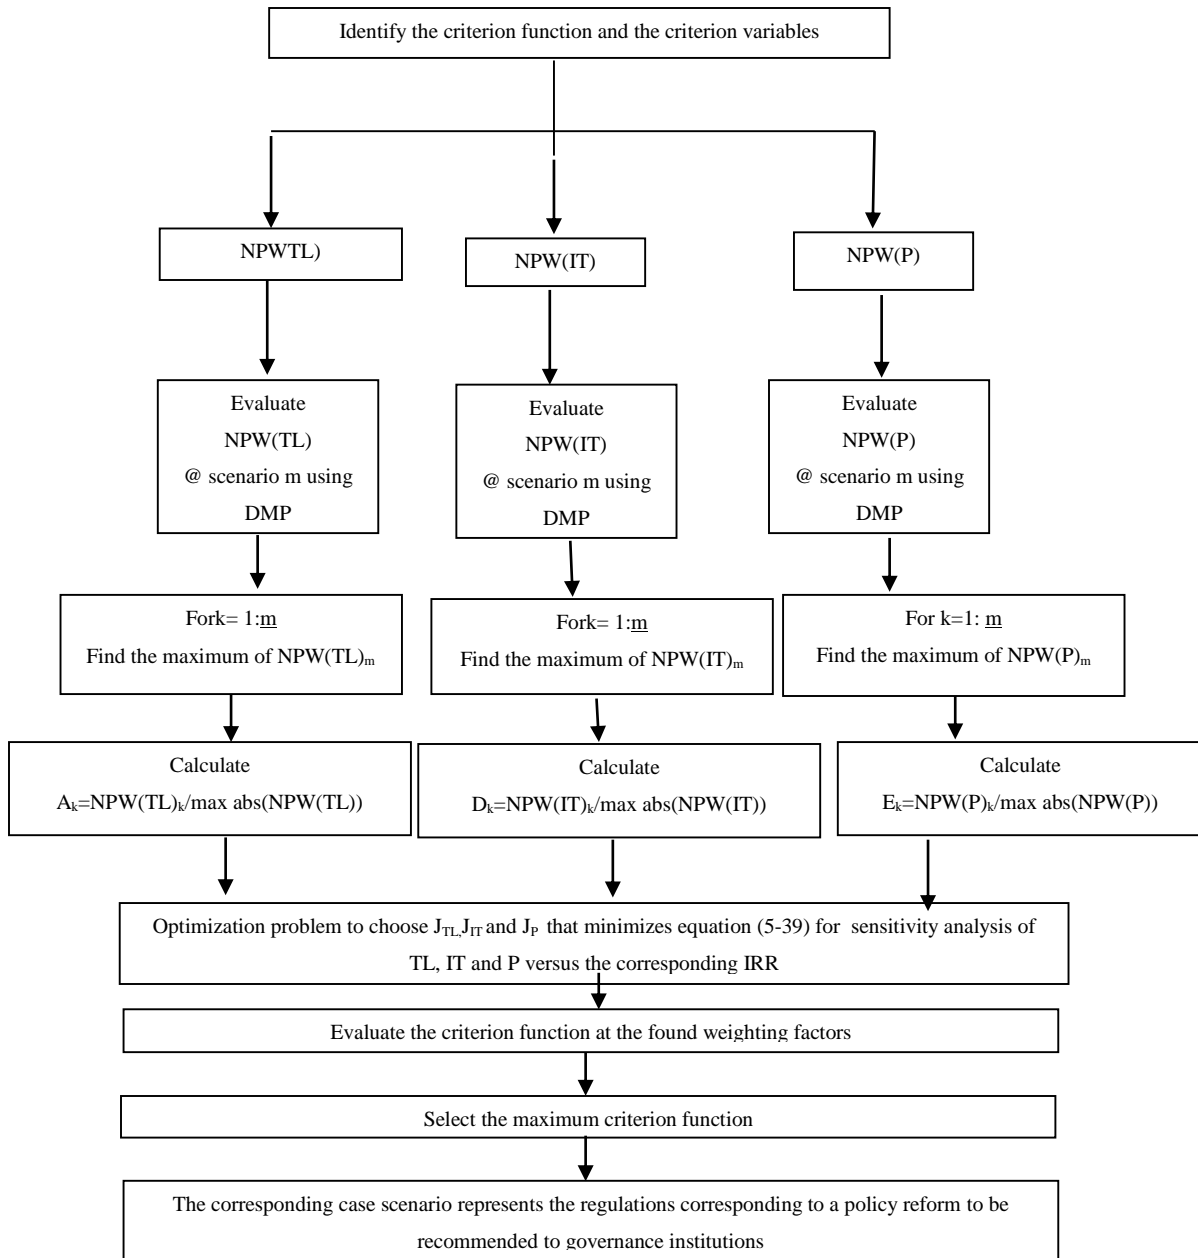 Identify the criterion function and the criterion variables
NPWTL)
NPW(IT)
NPW(P)
Evaluate
NPW(TL)
@ scenario m using
DMP
Evaluate
NPW(IT)
@ scenario m using
DMP
Evaluate
NPW(P)
@ scenario m using
DMP
Fork= 1:m
Find the maximum of NPW(TL)m
Fork= 1:m
Find the maximum of NPW(IT)m
For k=1: m
Find the maximum of NPW(P)m
Calculate
Ak=NPW(TL)k/max abs(NPW(TL))
Calculate
Dk=NPW(IT)k/max abs(NPW(IT))
Calculate
Ek=NPW(P)k/max abs(NPW(P))
Optimization problem to choose JTL,JIT and JP that minimizes equation (5-39) for sensitivity analysis of
TL, IT and P versus the corresponding IRR
Evaluate the criterion function at the found weighting factors
Select the maximum criterion function
The corresponding case scenario represents the regulations corresponding to a policy reform to be
recommended to governance institutions